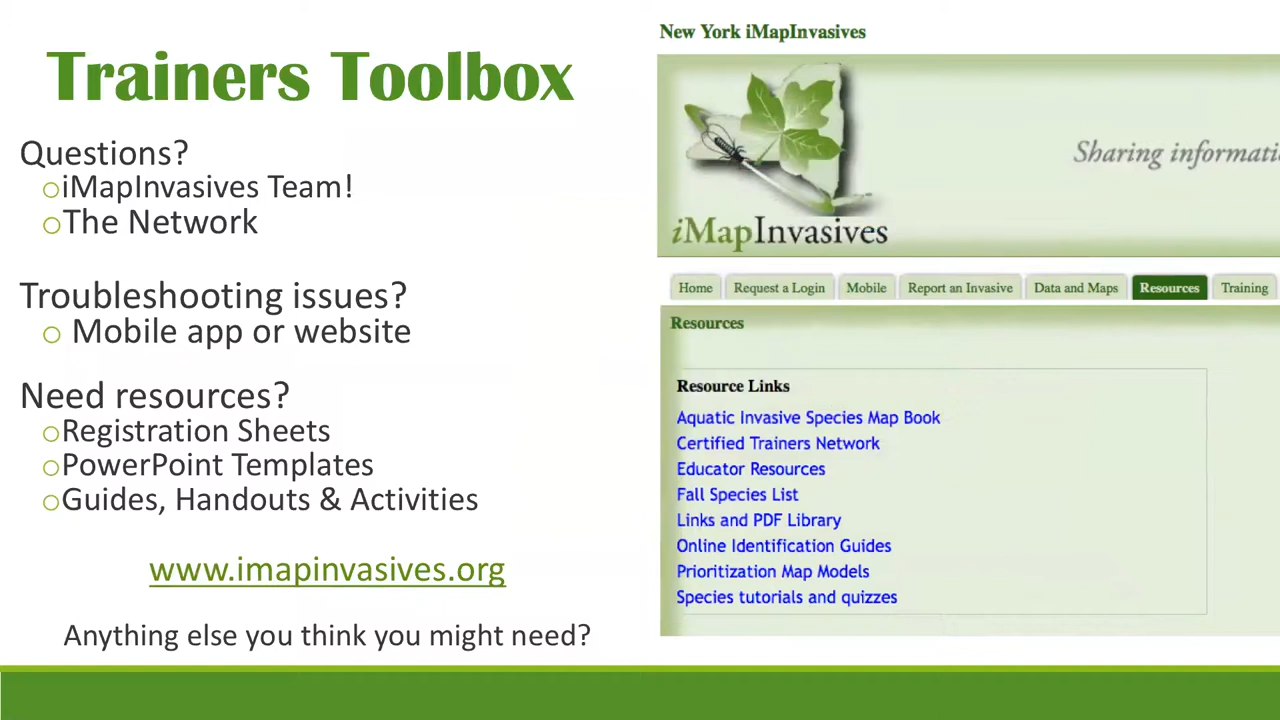 Trainers Toolbox
Questions?
iMapInvasives Team!
The Network
Troubleshooting issues?
Mobile app or website
Need resources?
Registration Sheets
PowerPoint Templates
Guides, Handouts & Activities
www.imapinvasives.org
Anything else you think you might need?
New York iMapInvasives
Sharing informati
iMapInvasives
Home Request a Login Mobile Report an Invasive Data and Maps Resources Training
Resources
Resource Links
Aquatic Invasive Species Map Book
Certified Trainers Network
Educator Resources
Fall Species List
Links and PDF Library
Online Identification Guides
Prioritization Map Models
Species tutorials and quizzes